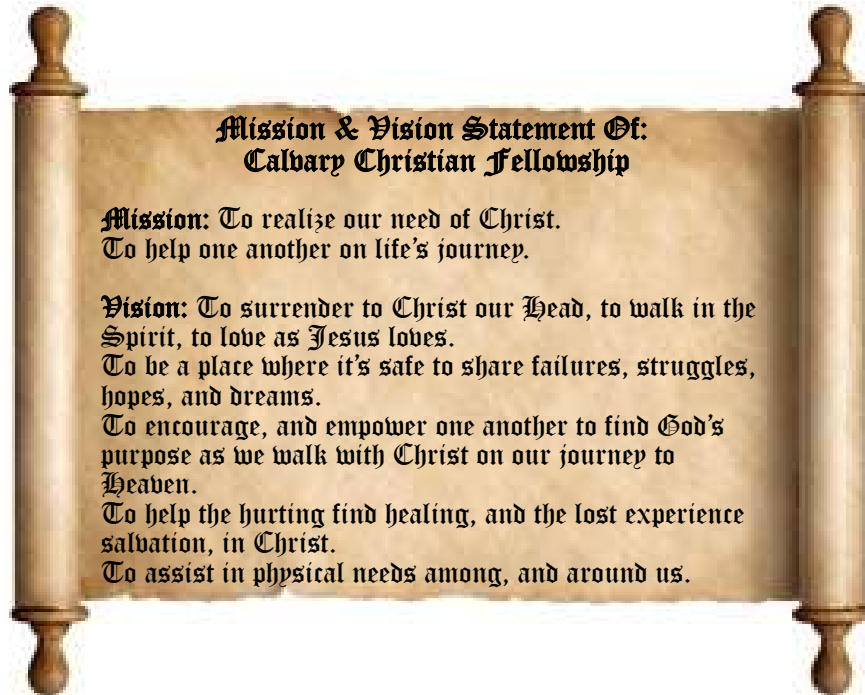 Mission & Vision Statement Of:
Calvary Christian Fellowship
Mission: To realize our need of Christ.
To help one another on life's journey.
Vision: To surrender to Christ our Head, to walk in the
Spirit, to love as Jesus loves.
To be a place where it's safe to share failures, struggles,
hopes, and dreams.
To encourage, and empower one another to find God's
purpose as we walk with Christ on our journey to
Heaven.
To help the hurting find healing, and the lost experience
salvation, in Christ.
To assist in physical needs among, and around us.